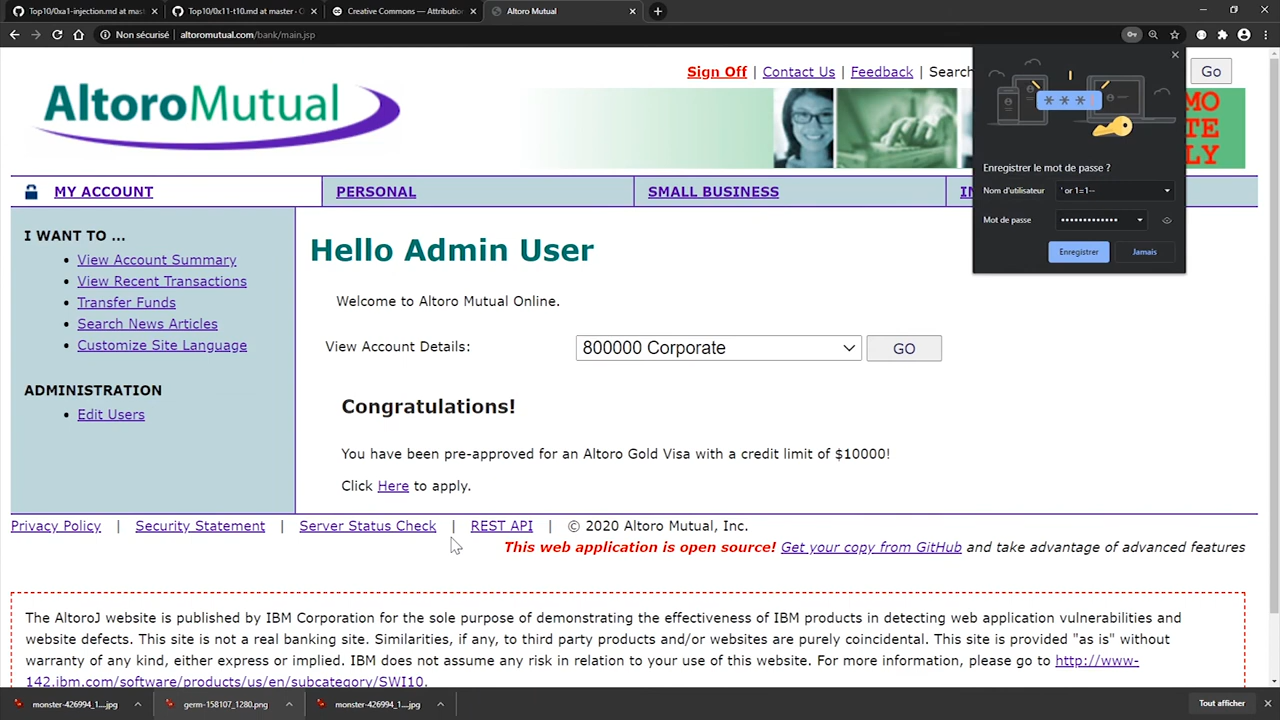 Top10/0xa1-injection.md at mast
Top10/0x11-t10.md at master · C
Creative Commons — Attribution
Altoro Mutual
Non sécurisé | altoromutual.com/bank/main.jsp
AltoroMutual
Sign Off | Contact Us | Feedback | Search
Go
MO
TE
LY
MY ACCOUNT
PERSONAL
SMALL BUSINESS
IN
Enregistrer le mot de passe ?
Nom d'utilisateur
' or 1=1--
Mot de passe
•••••••••••••
Enregistrer
Jamais
I WANT TO ...
• View Account Summary
• View Recent Transactions
• Transfer Funds
• Search News Articles
• Customize Site Language
ADMINISTRATION
• Edit Users
Hello Admin User
Welcome to Altoro Mutual Online.
View Account Details:
800000 Corporate
GO
Congratulations!
You have been pre-approved for an Altoro Gold Visa with a credit limit of $10000!
Click Here to apply.
Privacy Policy | Security Statement | Server Status Check | REST API | © 2020 Altoro Mutual, Inc.
This web application is open source! Get your copy from GitHub and take advantage of advanced features
The AltoroJ website is published by IBM Corporation for the sole purpose of demonstrating the effectiveness of IBM products in detecting web application vulnerabilities and
website defects. This site is not a real banking site. Similarities, if any, to third party products and/or websites are purely coincidental. This site is provided "as is" without
warranty of any kind, either express or implied. IBM does not assume any risk in relation to your use of this website. For more information, please go to http://www-
142.ibm.com/software/products/us/en/subcategory/SWI10.
monster-426994_1....jpg
germ-158107_1280.png
monster-426994_1....jpg
Tout afficher